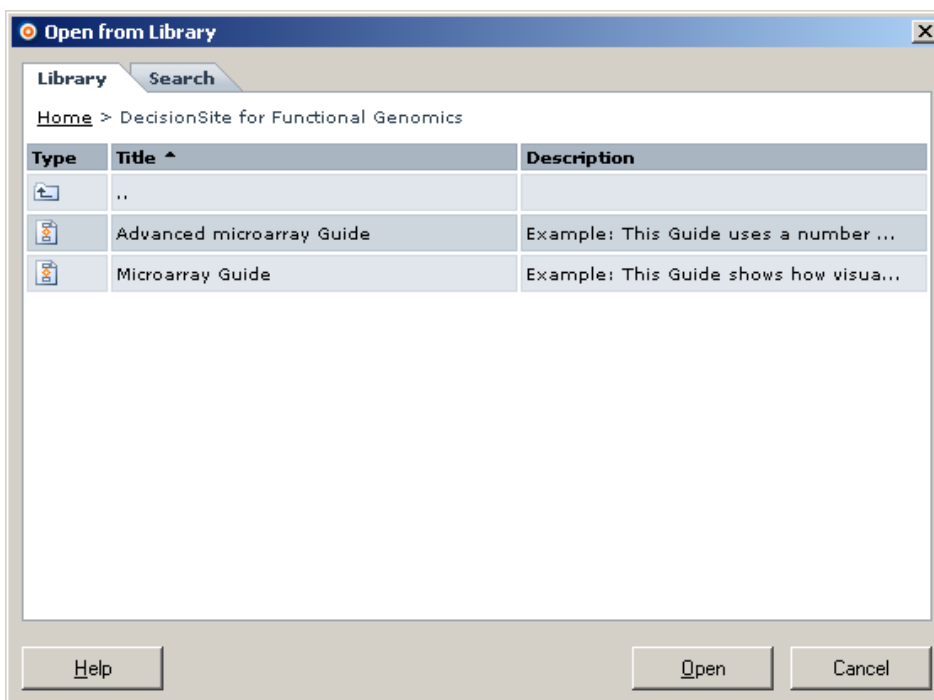 Open from Library
Library Search
Home > DecisionSite for Functional Genomics
Type Title Description
..
Advanced microarray Guide Example: This Guide uses a number ...
Microarray Guide Example: This Guide shows how visua...
Help Open Cancel